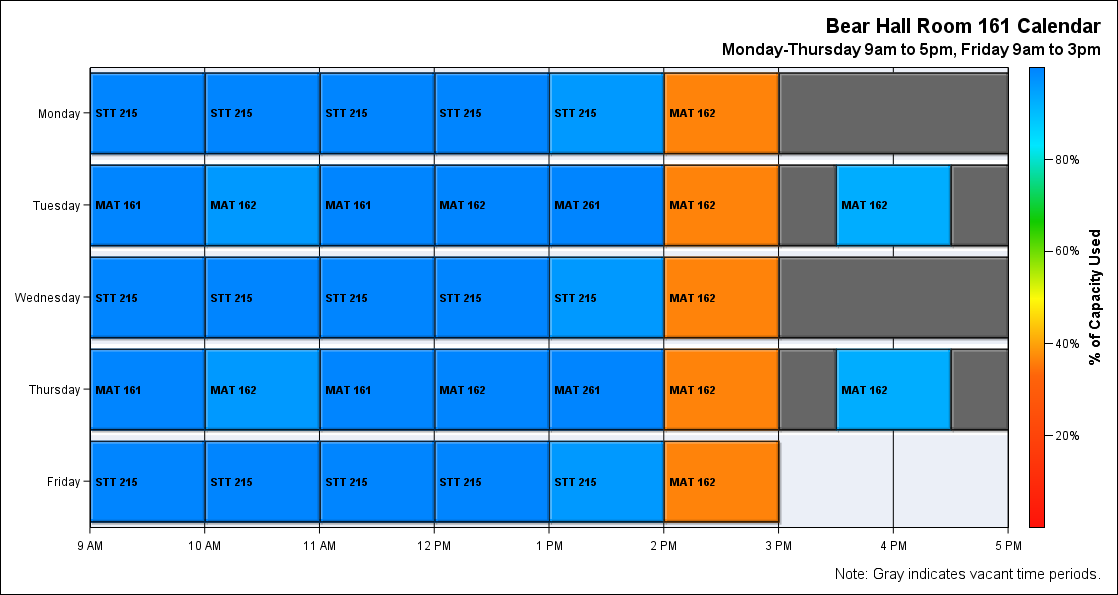 Bear Hall Room 161 Calendar
Monday-Thursday 9am to 5pm, Friday 9am to 3pm
Monday
STT 215
STT 215
STT 215
STT 215
STT 215
MAT 162
Tuesday
MAT 161
MAT 162
MAT 161
MAT 162
MAT 261
MAT 162
MAT 162
Wednesday
STT 215
STT 215
STT 215
STT 215
STT 215
MAT 162
Thursday
MAT 161
MAT 162
MAT 161
MAT 162
MAT 261
MAT 162
MAT 162
Friday
STT 215
STT 215
STT 215
STT 215
STT 215
MAT 162
9 AM
10 AM
11 AM
12 PM
1 PM
2 PM
3 PM
4 PM
5 PM
80%
60%
40%
20%
% of Capacity Used
Note: Gray indicates vacant time periods.